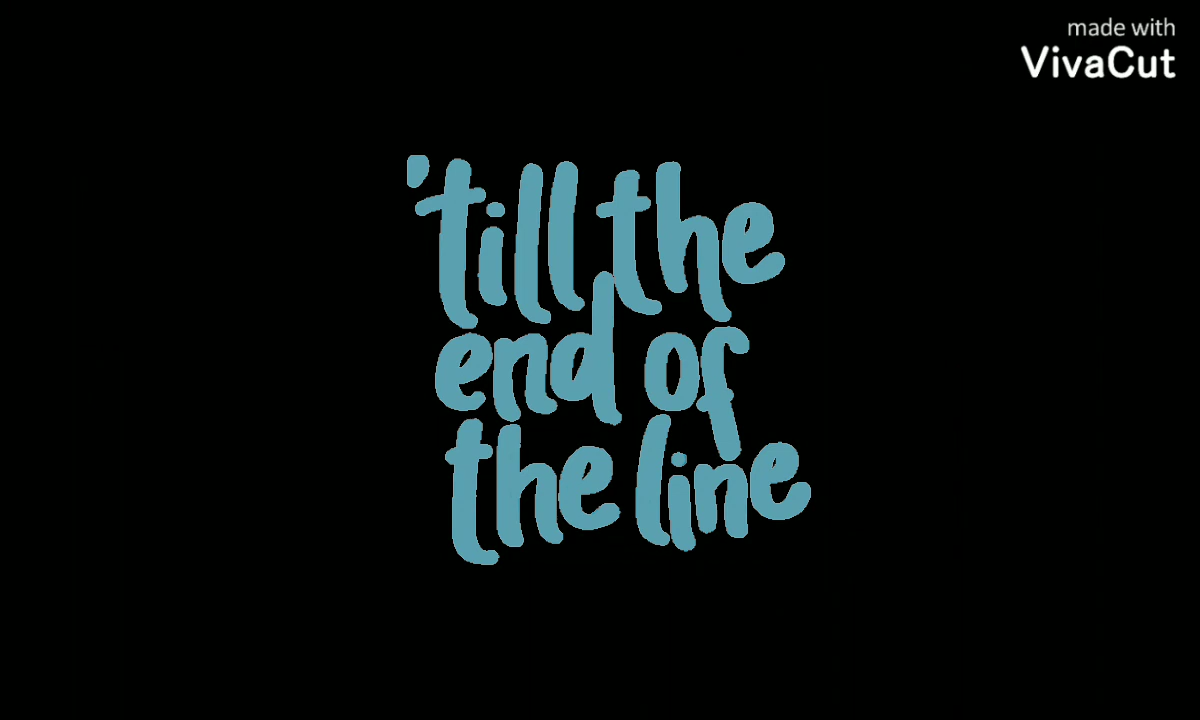 made with
VivaCut
'till the
end of
the line